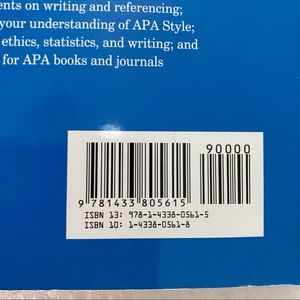 ents on writing and referencing;
your understanding of APA Style;
ethics, statistics, and writing; and
for APA books and journals
90000
9 781433 805615
ISBN 13: 978-1-4338-0561-5
ISBN 10: 1-4338-0561-8